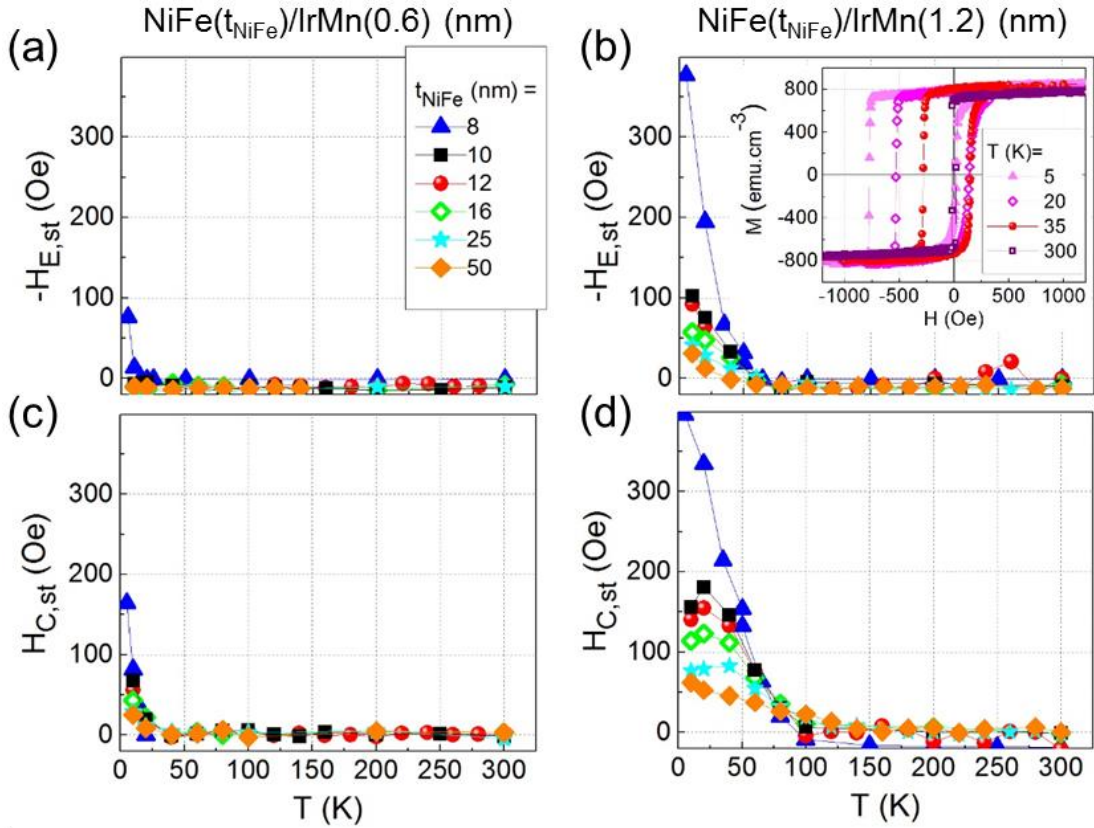 NiFe(tNiFe)/IrMn(0.6) (nm)
NiFe(tNiFe)/IrMn(1.2) (nm)
(a)
tNiFe (nm) =
8
10
12
16
25
50
400
300
200
100
0
-HE,st (Oe)
(b)
400
300
200
100
0
-HE,st (Oe)
800
400
0
-400
-800
M (emu.cm-3)
T (K)=
5
20
35
300
-1000 -500 0 500 1000
H (Oe)
(c)
300
200
100
0
HC,st (Oe)
0 50 100 150 200 250 300
T (K)
(d)
300
200
100
0
HC,st (Oe)
0 50 100 150 200 250 300
T (K)